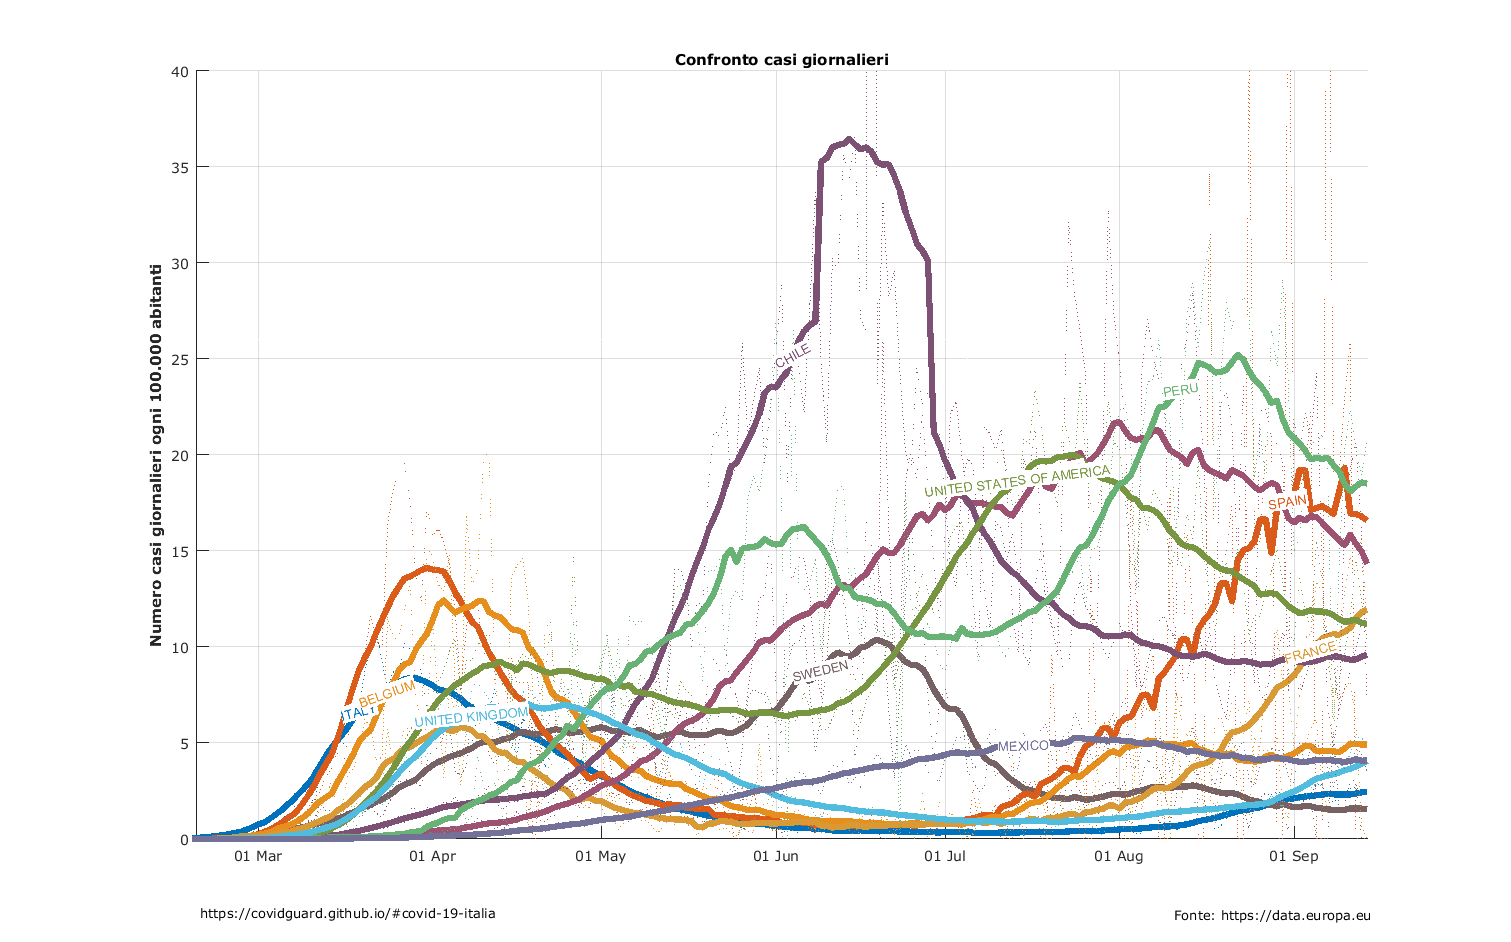 Confronto casi giornalieri
Numero casi giornalieri ogni 100.000 abitanti
40
35
30
25
20
15
10
5
0
CHILE
PERU
UNITED STATES OF AMERICA
SPAIN
SWEDEN
FRANCE
BELGIUM
ITALY
UNITED KINGDOM
MEXICO
01 Mar
01 Apr
01 May
01 Jun
01 Jul
01 Aug
01 Sep
https://covidguard.github.io/#covid-19-italia
Fonte: https://data.europa.eu